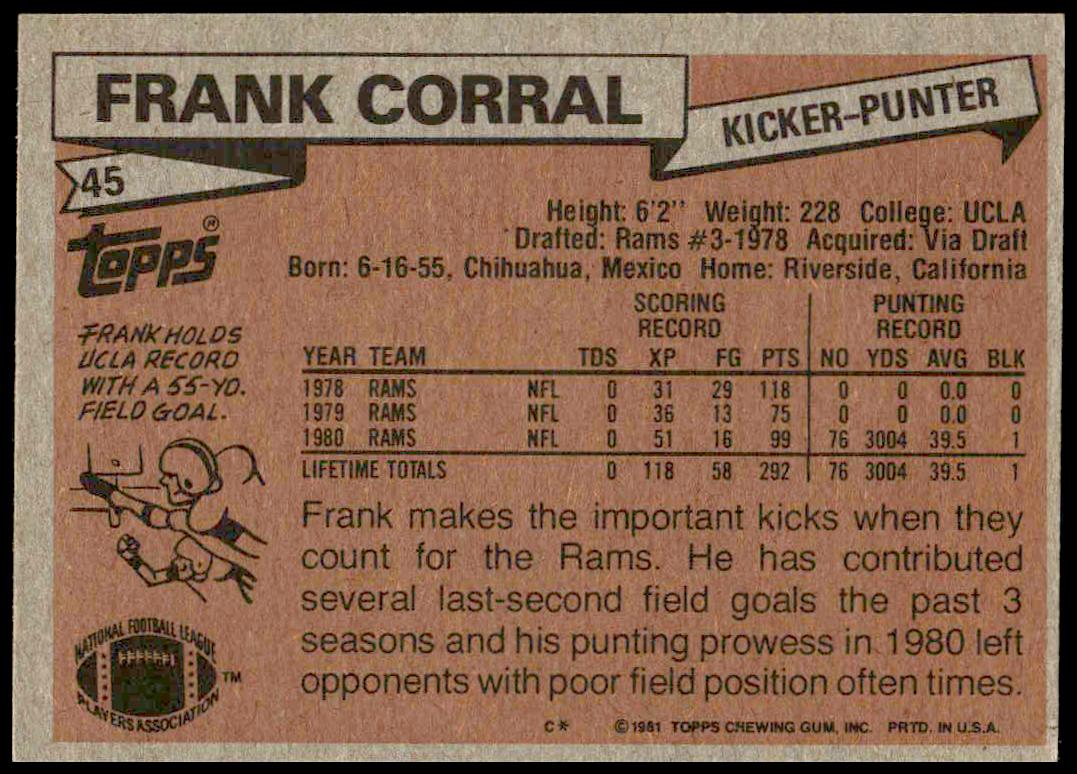 FRANK CORRAL
KICKER-PUNTER
45
topps®
Height: 6'2" Weight: 228 College: UCLA
Drafted: Rams #3-1978 Acquired: Via Draft
Born: 6-16-55, Chihuahua, Mexico Home: Riverside, California
FRANK HOLDS
UCLA RECORD
WITH A 55-YD.
FIELD GOAL.
SCORING RECORD PUNTING RECORD
YEAR TEAM TDS XP FG PTS NO YDS AVG BLK
1978 RAMS NFL 0 31 29 118 0 0 0.0 0
1979 RAMS NFL 0 36 13 75 0 0 0.0 0
1980 RAMS NFL 0 51 16 99 76 3004 39.5 1
LIFETIME TOTALS 0 118 58 292 76 3004 39.5 1
Frank makes the important kicks when they
count for the Rams. He has contributed
several last-second field goals the past 3
seasons and his punting prowess in 1980 left
opponents with poor field position often times.
NATIONAL FOOTBALL LEAGUE
PLAYERS ASSOCIATION
TM
C* ©1981 TOPPS CHEWING GUM, INC. PRTD. IN U.S.A.